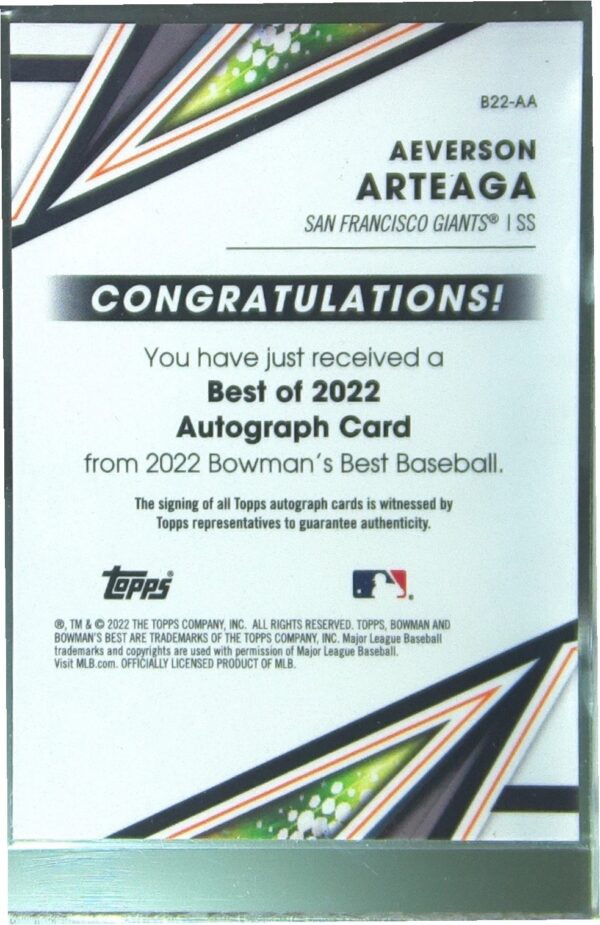 B22-AA
AEVERSON
ARTEAGA
SAN FRANCISCO GIANTS® | SS
CONGRATULATIONS!
You have just received a
Best of 2022
Autograph Card
from 2022 Bowman's Best Baseball.
The signing of all Topps autograph cards is witnessed by
Topps representatives to guarantee authenticity.
topps®
®, TM & © 2022 THE TOPPS COMPANY, INC. ALL RIGHTS RESERVED. TOPPS, BOWMAN AND
BOWMAN'S BEST ARE TRADEMARKS OF THE TOPPS COMPANY, INC. Major League Baseball
trademarks and copyrights are used with permission of Major League Baseball.
Visit MLB.com. OFFICIALLY LICENSED PRODUCT OF MLB.